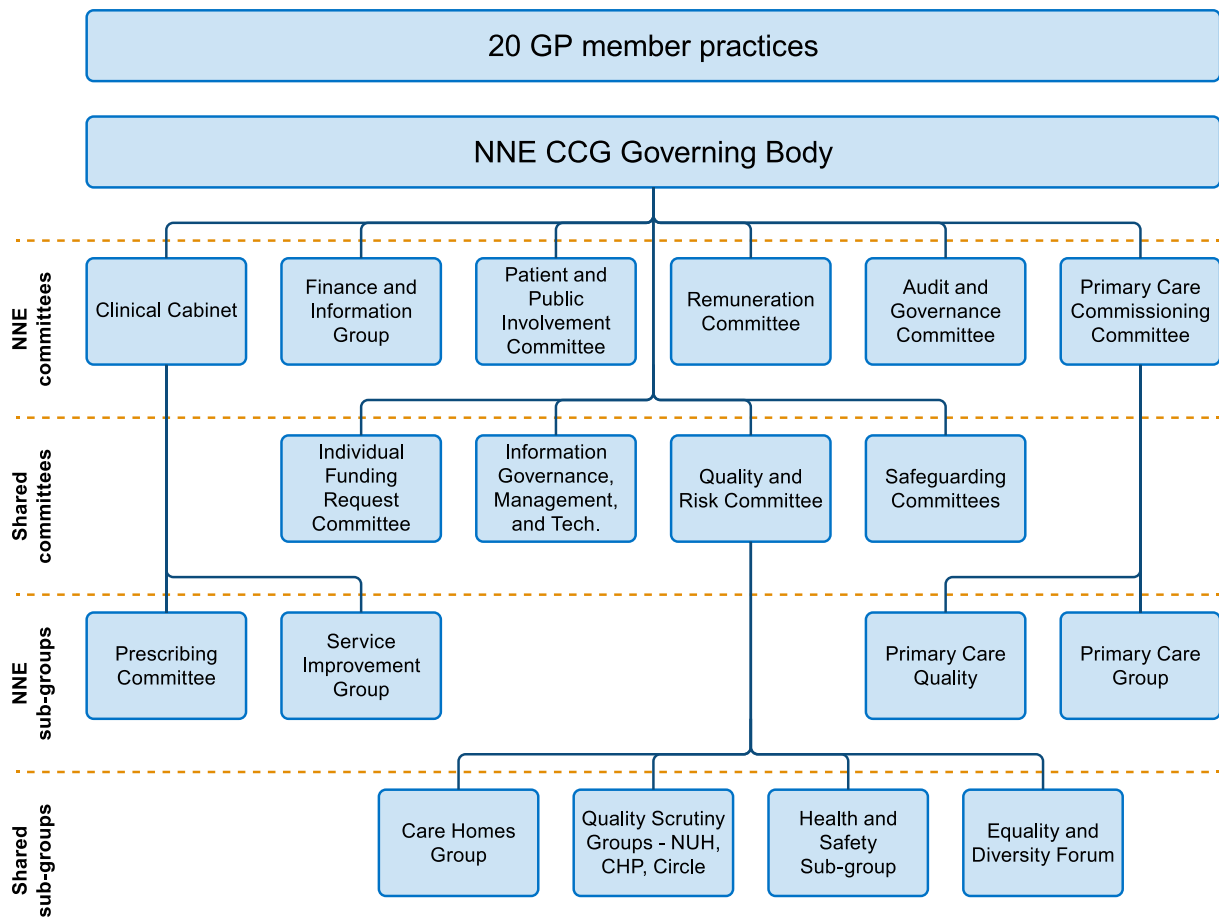 20 GP member practices
NNE CCG Governing Body
NNE
committees
Clinical Cabinet
Finance and
Information
Group
Patient and
Public
Involvement
Committee
Remuneration
Committee
Audit and
Governance
Committee
Primary Care
Commissioning
Committee
Shared
committees
Individual
Funding
Request
Committee
Information
Governance,
Management,
and Tech.
Quality and
Risk Committee
Safeguarding
Committees
NNE
sub-groups
Prescribing
Committee
Service
Improvement
Group
Primary Care
Quality
Primary Care
Group
Shared
sub-groups
Care Homes
Group
Quality Scrutiny
Groups - NUH,
CHP, Circle
Health and
Safety
Sub-group
Equality and
Diversity Forum